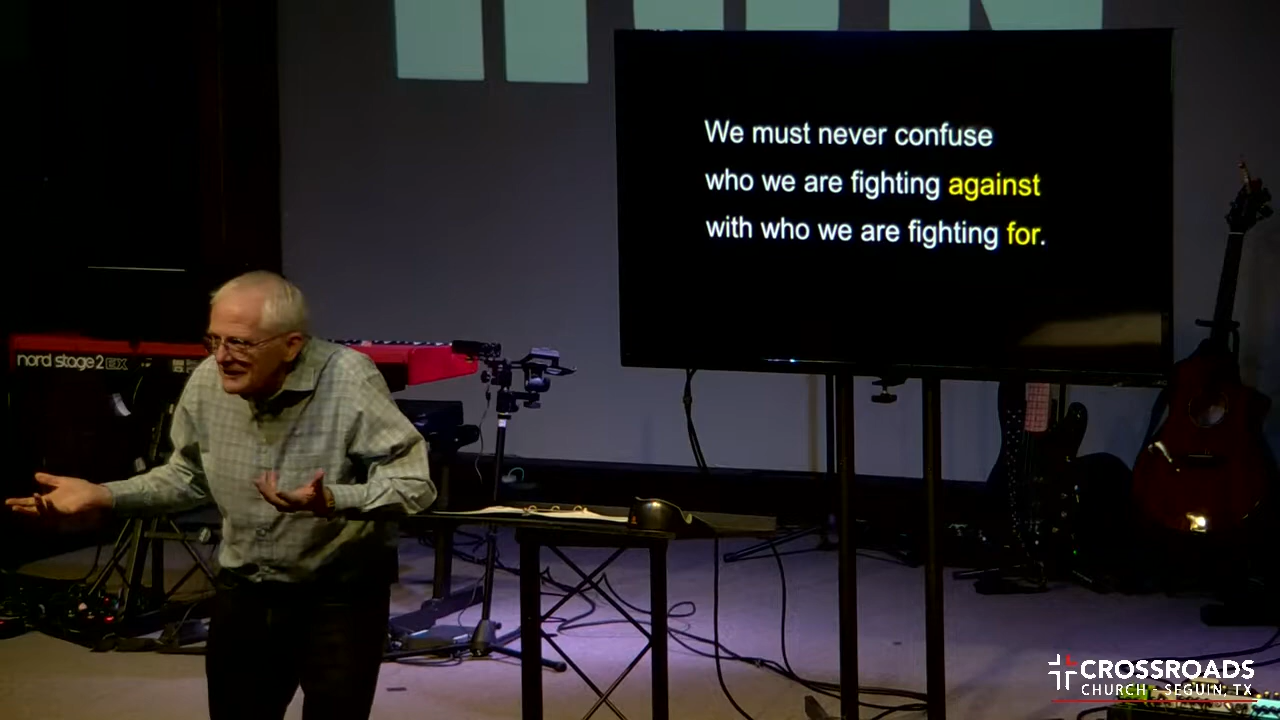 We must never confuse
who we are fighting against
with who we are fighting for.
nord stage 2 EX
CROSSROADS
CHURCH - SEGUIN, TX